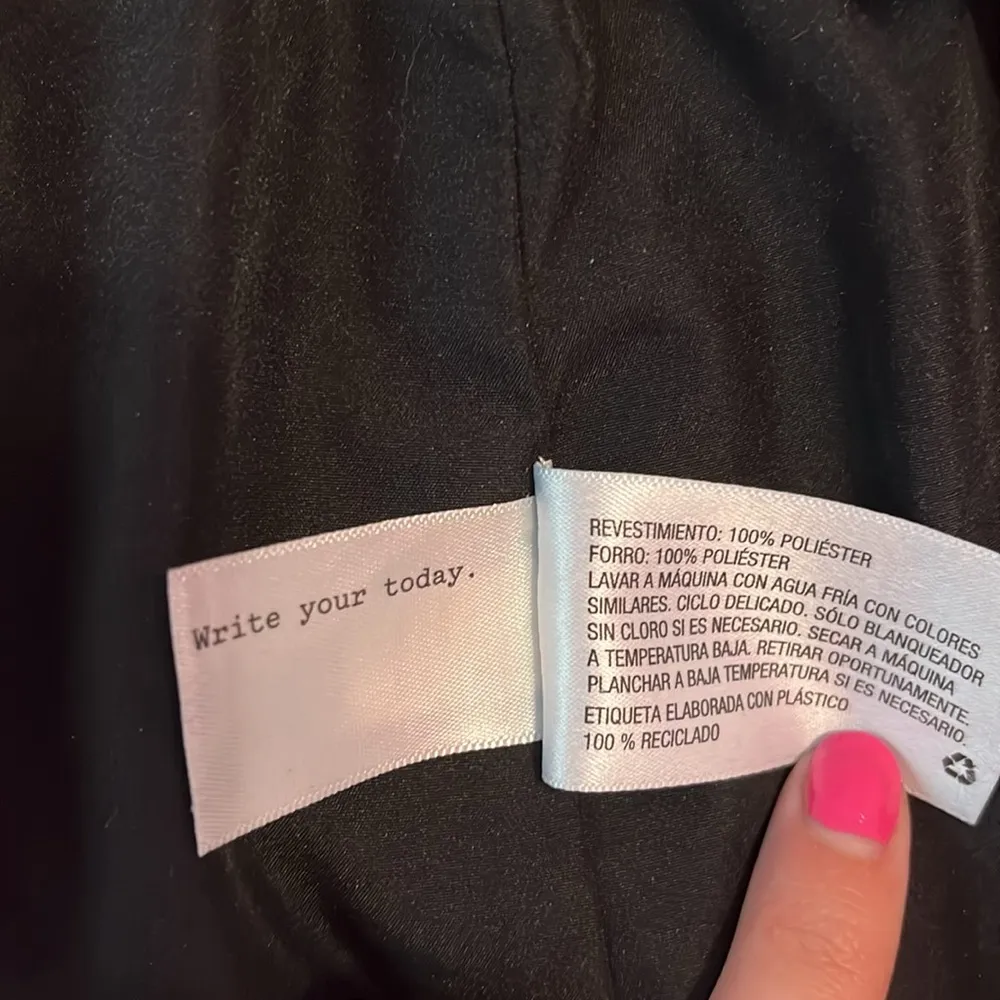 Write your today.
REVESTIMIENTO: 100% POLIÉSTER
FORRO: 100% POLIÉSTER
LAVAR A MÁQUINA CON AGUA FRÍA CON COLORES
SIMILARES. CICLO DELICADO. SÓLO BLANQUEADOR
SIN CLORO SI ES NECESARIO. SECAR A MÁQUINA
A TEMPERATURA BAJA. RETIRAR OPORTUNAMENTE.
PLANCHAR A BAJA TEMPERATURA SI ES NECESARIO.
ETIQUETA ELABORADA CON PLÁSTICO
100 % RECICLADO